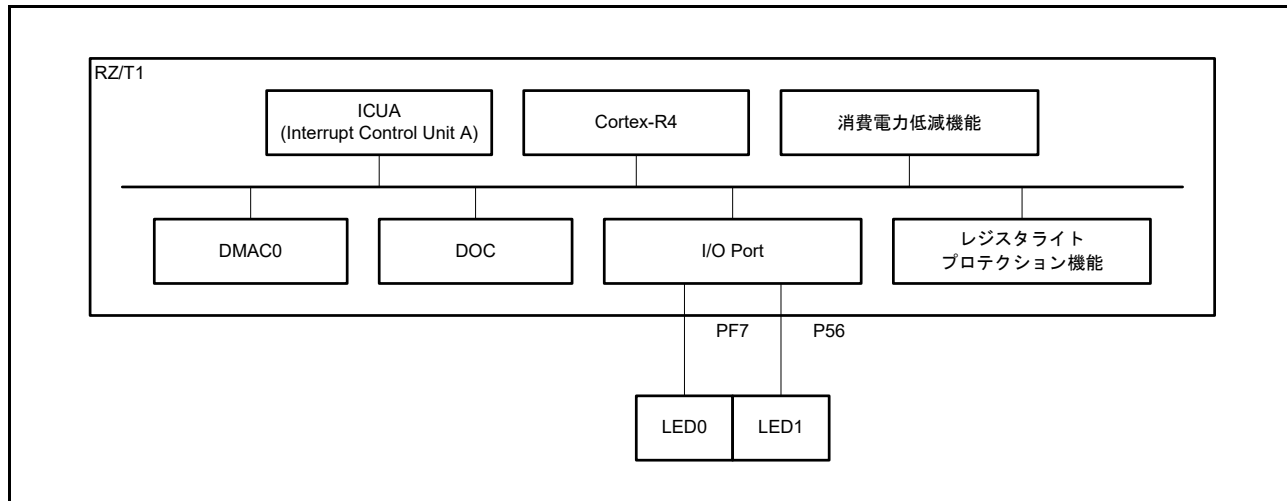 RZ/T1
ICUA
(Interrupt Control Unit A)
Cortex-R4
消費電力低減機能
DMAC0
DOC
I/O Port
レジスタライト
プロテクション機能
PF7
P56
LED0
LED1